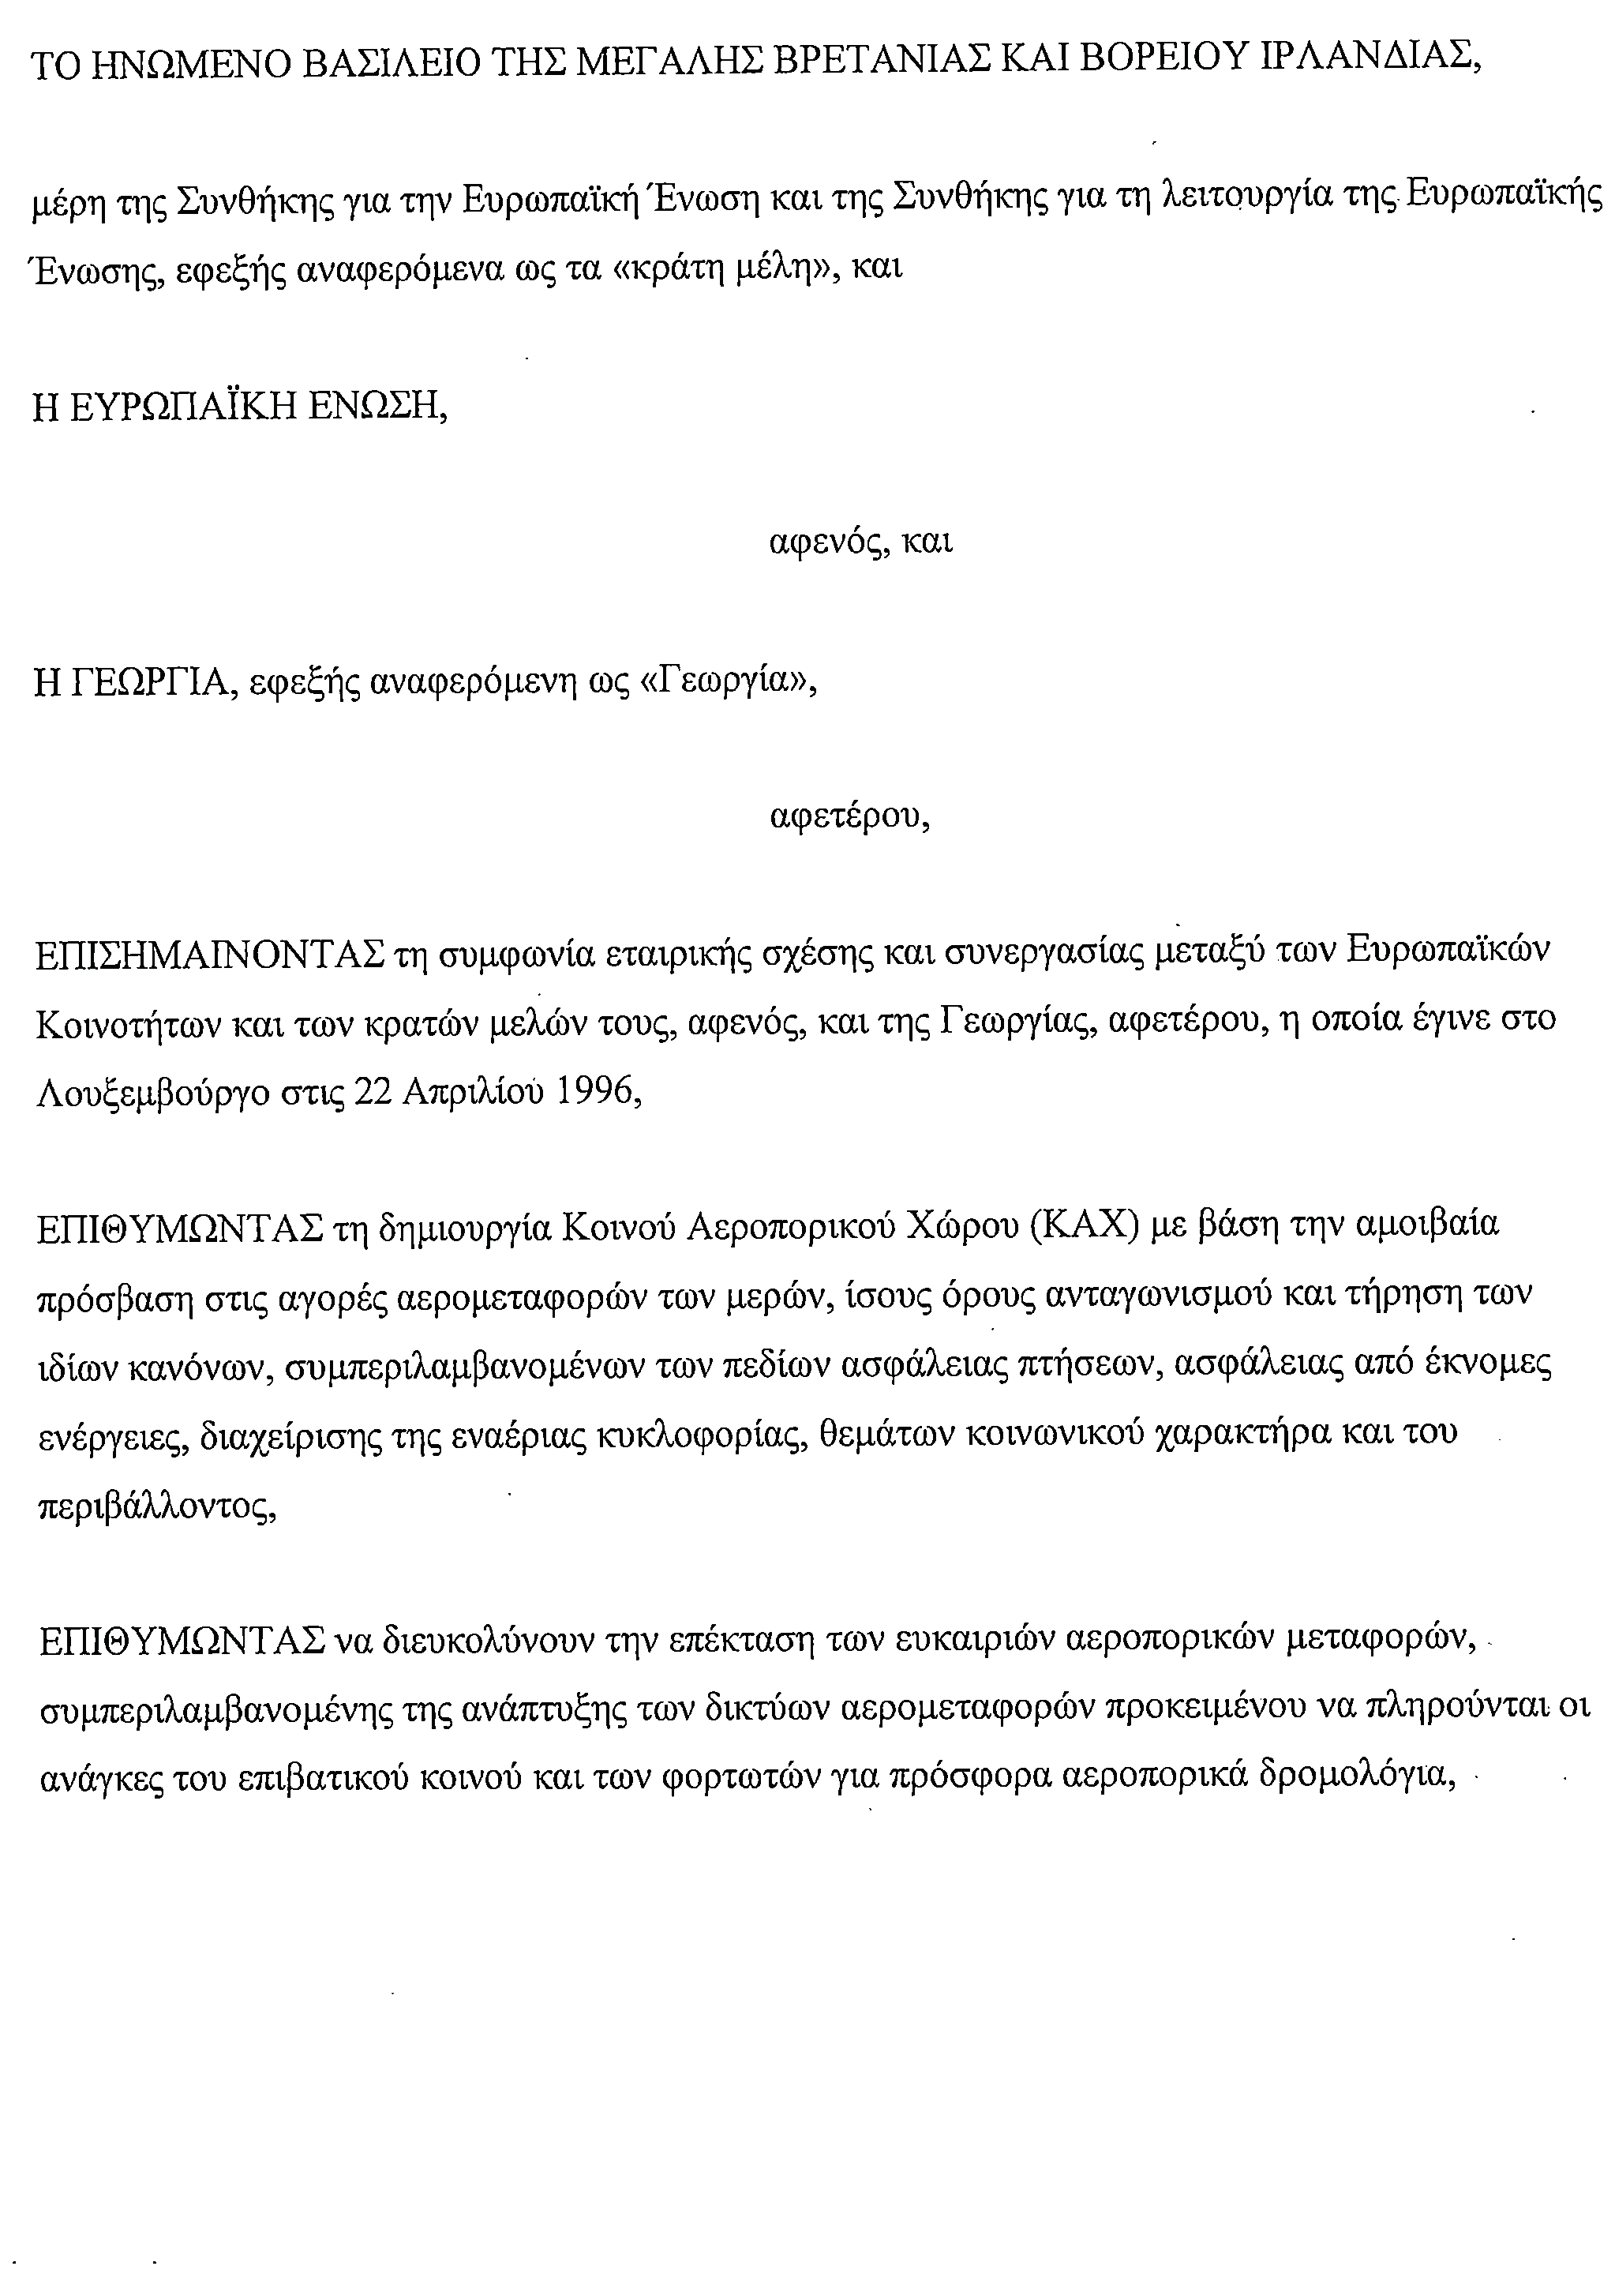 ΤΟ ΗΝΩΜΕΝΟ ΒΑΣΙΛΕΙΟ ΤΗΣ ΜΕΓΑΛΗΣ ΒΡΕΤΑΝΙΑΣ ΚΑΙ ΒΟΡΕΙΟΥ ΙΡΛΑΝΔΙΑΣ,
μέρη της Συνθήκης για την Ευρωπαϊκή Ένωση και της Συνθήκης για τη λειτουργία της Ευρωπαϊκής
Ένωσης, εφεξής αναφερόμενα ως τα «κράτη μέλη», και
Η ΕΥΡΩΠΑΪΚΗ ΕΝΩΣΗ,
αφενός, και
Η ΓΕΩΡΓΙΑ, εφεξής αναφερόμενη ως «Γεωργία»,
αφετέρου,
ΕΠΙΣΗΜΑΙΝΟΝΤΑΣ τη συμφωνία εταιρικής σχέσης και συνεργασίας μεταξύ των Ευρωπαϊκών
Κοινοτήτων και των κρατών μελών τους, αφενός, και της Γεωργίας, αφετέρου, η οποία έγινε στο
Λουξεμβούργο στις 22 Απριλίου 1996,
ΕΠΙΘΥΜΩΝΤΑΣ τη δημιουργία Κοινού Αεροπορικού Χώρου (ΚΑΧ) με βάση την αμοιβαία
πρόσβαση στις αγορές αερομεταφορών των μερών, ίσους όρους ανταγωνισμού και τήρηση των
ιδίων κανόνων, συμπεριλαμβανομένων των πεδίων ασφάλειας πτήσεων, ασφάλειας από έκνομες
ενέργειες, διαχείρισης της εναέριας κυκλοφορίας, θεμάτων κοινωνικού χαρακτήρα και του
περιβάλλοντος,
ΕΠΙΘΥΜΩΝΤΑΣ να διευκολύνουν την επέκταση των ευκαιριών αεροπορικών μεταφορών,
συμπεριλαμβανομένης της ανάπτυξης των δικτύων αερομεταφορών προκειμένου να πληρούνται οι
ανάγκες του επιβατικού κοινού και των φορτωτών για πρόσφορα αεροπορικά δρομολόγια,